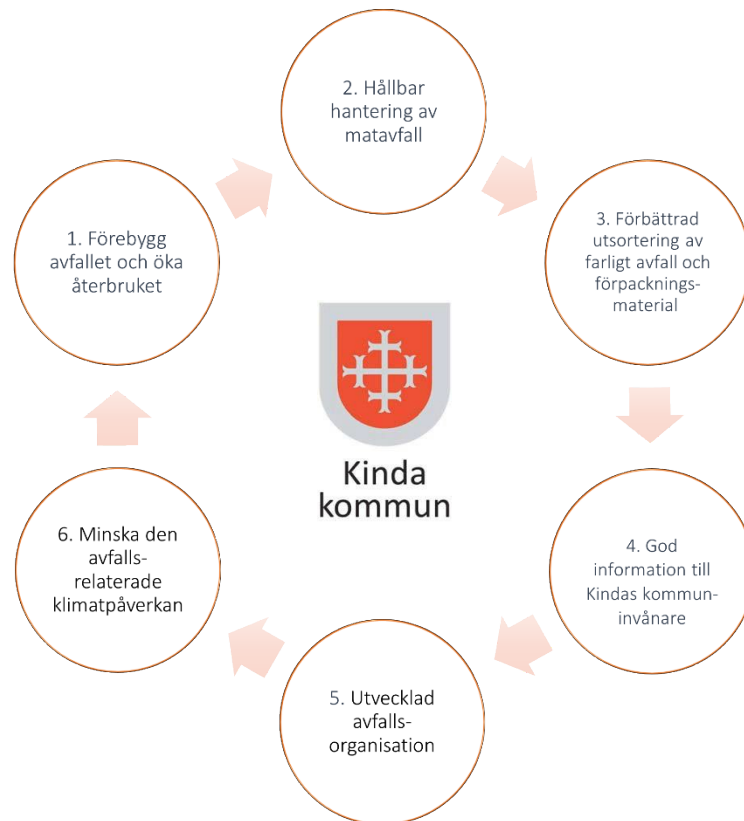 1. Förebygg
avfallet och öka
återbruket
2. Hållbar
hantering av
matavfall
3. Förbättrad
utsortering av
farligt avfall och
förpacknings-
material
4. God
information till
Kindas kommun-
invånare
5. Utvecklad
avfalls-
organisation
6. Minska den
avfalls-
relaterade
klimatpåverkan
Kinda
kommun